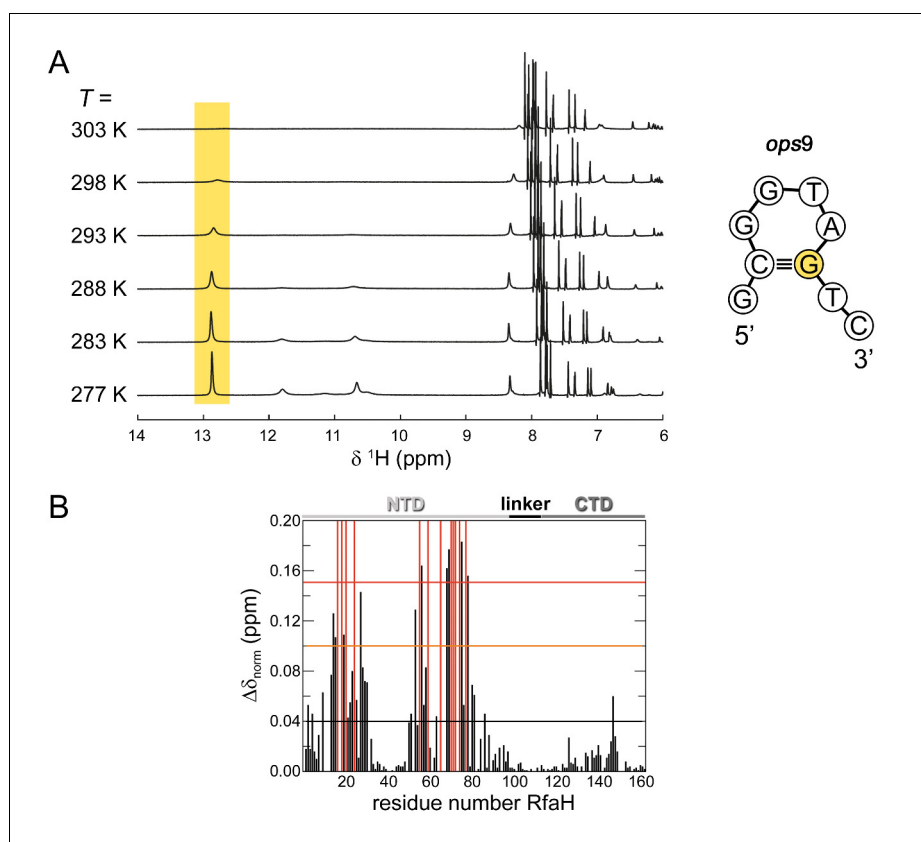 A
T =
303 K
298 K
293 K
288 K
283 K
277 K
14 13 12 11 10 9 8 7 6
δ ¹H (ppm)
ops9
G G T
G A
C G
G T
5' C
3'
B
NTD linker CTD
0.20
0.16
0.12
0.08
0.04
0.00
Δδnorm (ppm)
20 40 60 80 100 120 140 160
residue number RfaH